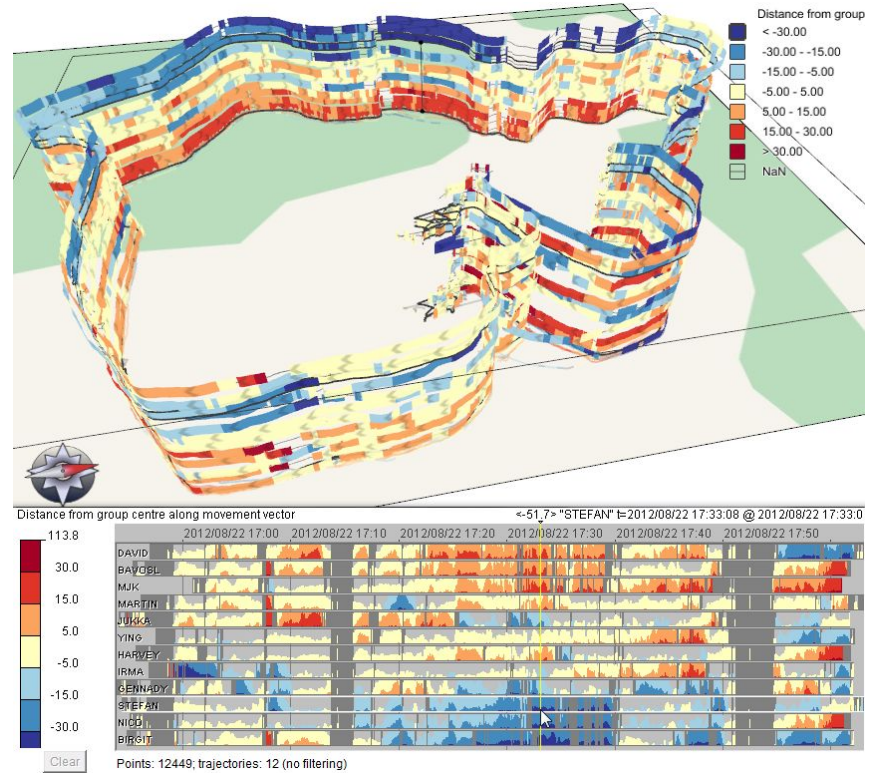 Distance from group
< -30.00
-30.00 - -15.00
-15.00 - -5.00
-5.00 - 5.00
5.00 - 15.00
15.00 - 30.00
> 30.00
NaN
Distance from group centre along movement vector
<-51,7> "STEFAN" t=2012/08/22 17:33:08 @ 2012/08/22 17:33:0
113.8
30.0
15.0
5.0
-5.0
-15.0
-30.0
2012/08/22 17:00 2012/08/22 17:10 2012/08/22 17:20 2012/08/22 17:30 2012/08/22 17:40 2012/08/22 17:50
DAVID
BAVOSL
MJK
MARTIN
JUKKA
YING
HARVEY
IRMA
GENNADY
STEFAN
NICO
BIRGIT
Clear
Points: 12449; trajectories: 12 (no filtering)